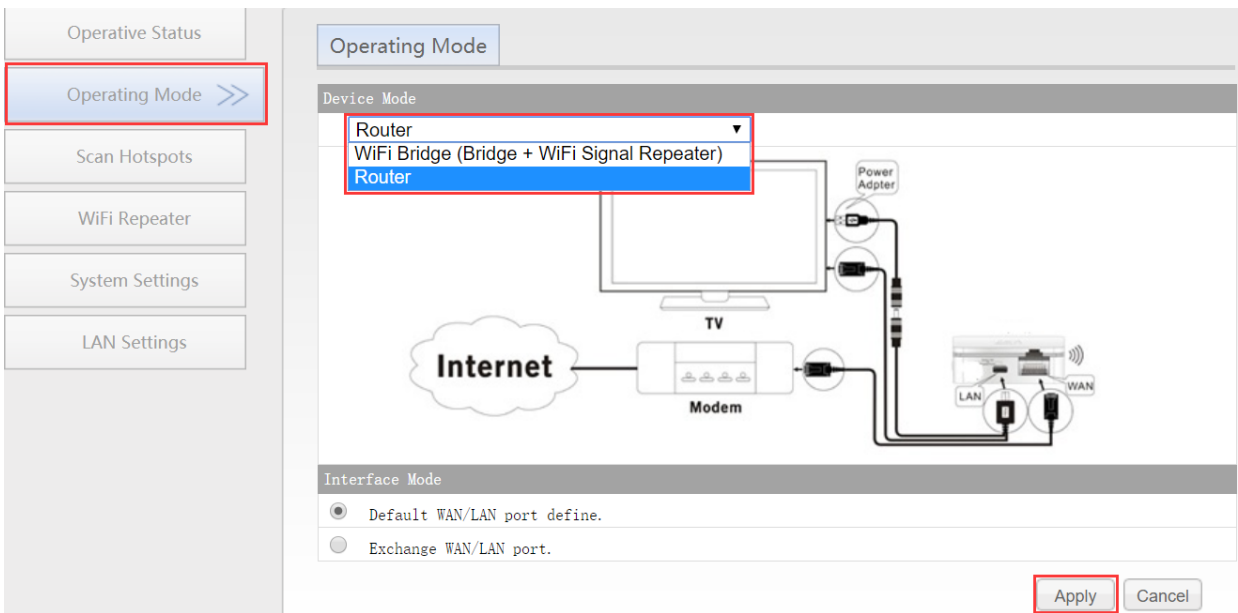 Operative Status
Operating Mode
Scan Hotspots
WiFi Repeater
System Settings
LAN Settings
Operating Mode
Device Mode
Router
WiFi Bridge (Bridge + WiFi Signal Repeater)
Router
Power
Adpter
TV
Internet
Modem
LAN
WAN
Interface Mode
Default WAN/LAN port define.
Exchange WAN/LAN port.
Apply
Cancel